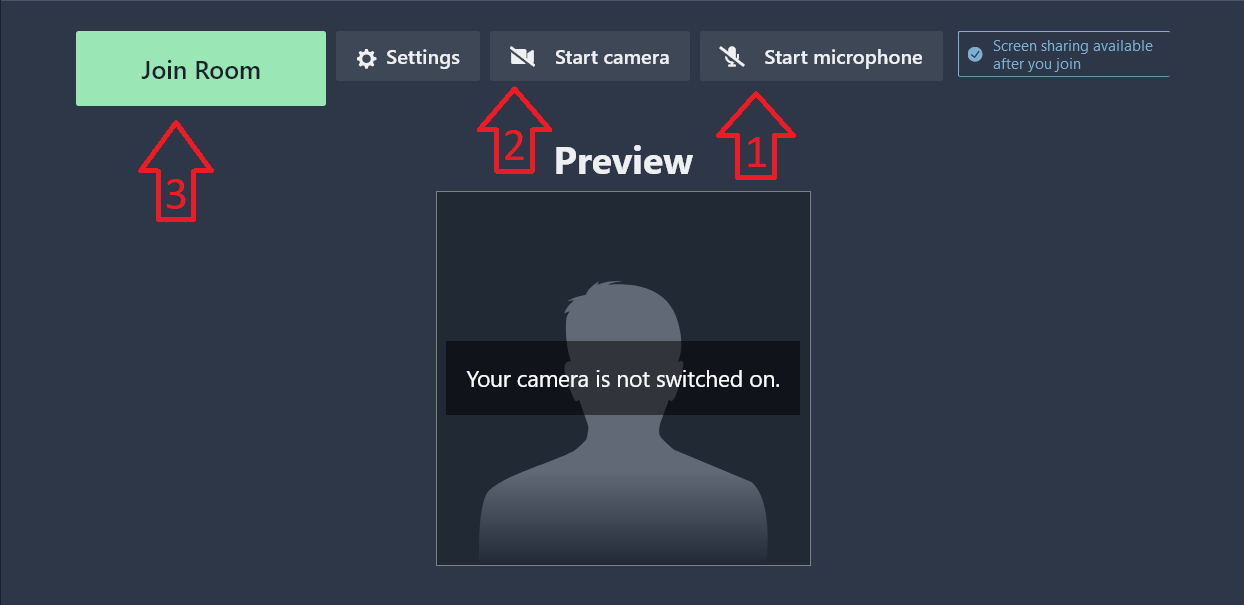 Join Room
Settings
Start camera
Start microphone
Screen sharing available
after you join
3
2
1
Preview
Your camera is not switched on.